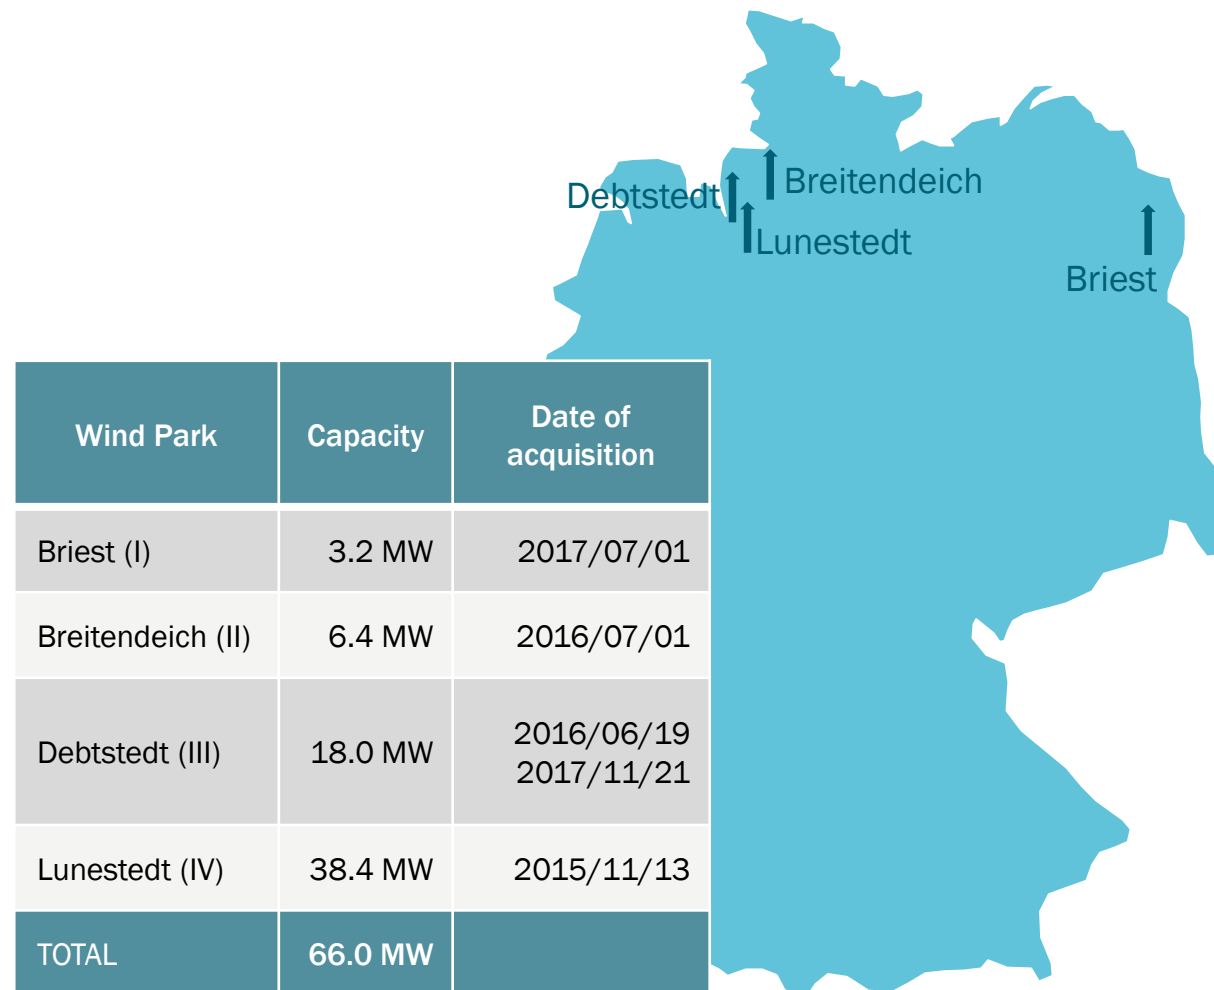 Debtstedt
Breitendeich
Lunestedt
Briest
Wind Park Capacity Date of
acquisition
Briest (I) 3.2 MW 2017/07/01
Breitendeich (II) 6.4 MW 2016/07/01
Debtstedt (III) 18.0 MW 2016/06/19
2017/11/21
Lunestedt (IV) 38.4 MW 2015/11/13
TOTAL 66.0 MW